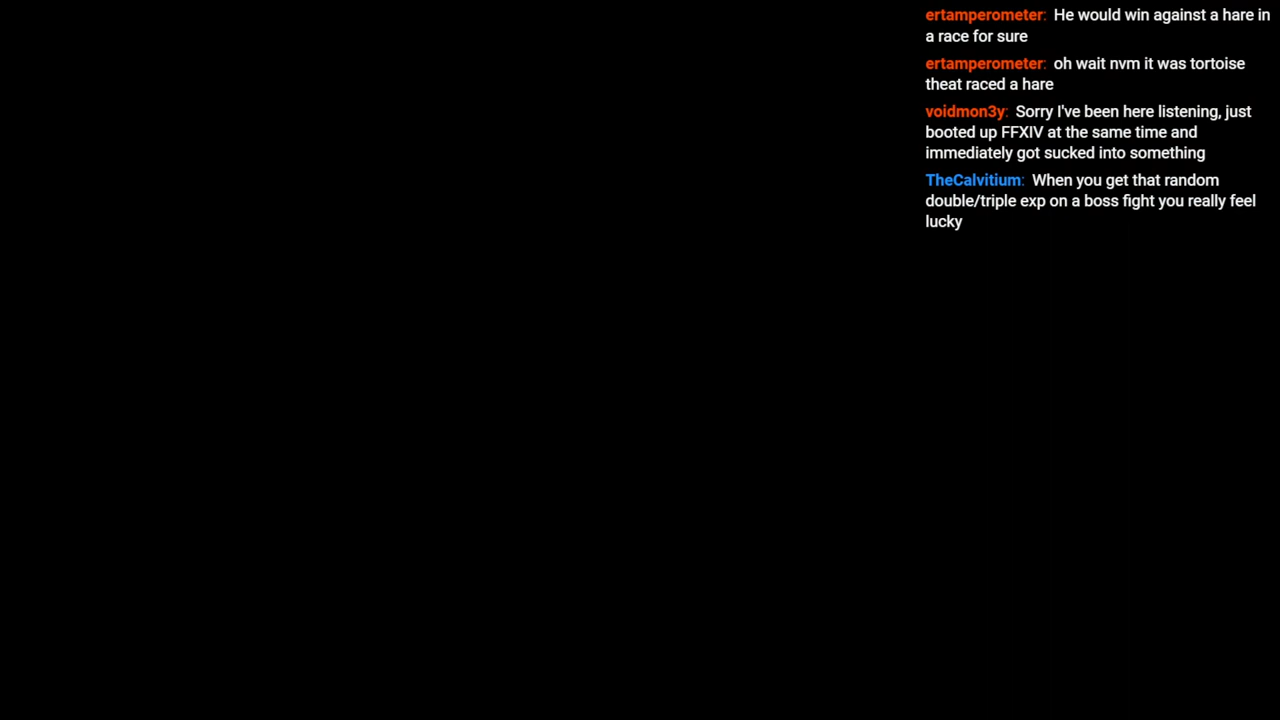 ertamperometer: He would win against a hare in
a race for sure
ertamperometer: oh wait nvm it was tortoise
theat raced a hare
voidmon3y: Sorry I've been here listening, just
booted up FFXIV at the same time and
immediately got sucked into something
TheCalvitium: When you get that random
double/triple exp on a boss fight you really feel
lucky